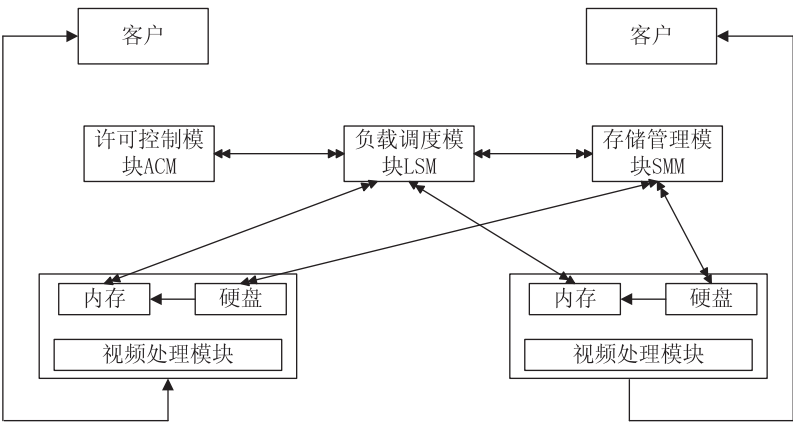 客户
客户
许可控制模
块ACM
负载调度模
块LSM
存储管理模
块SMM
内存
硬盘
视频处理模块
内存
硬盘
视频处理模块